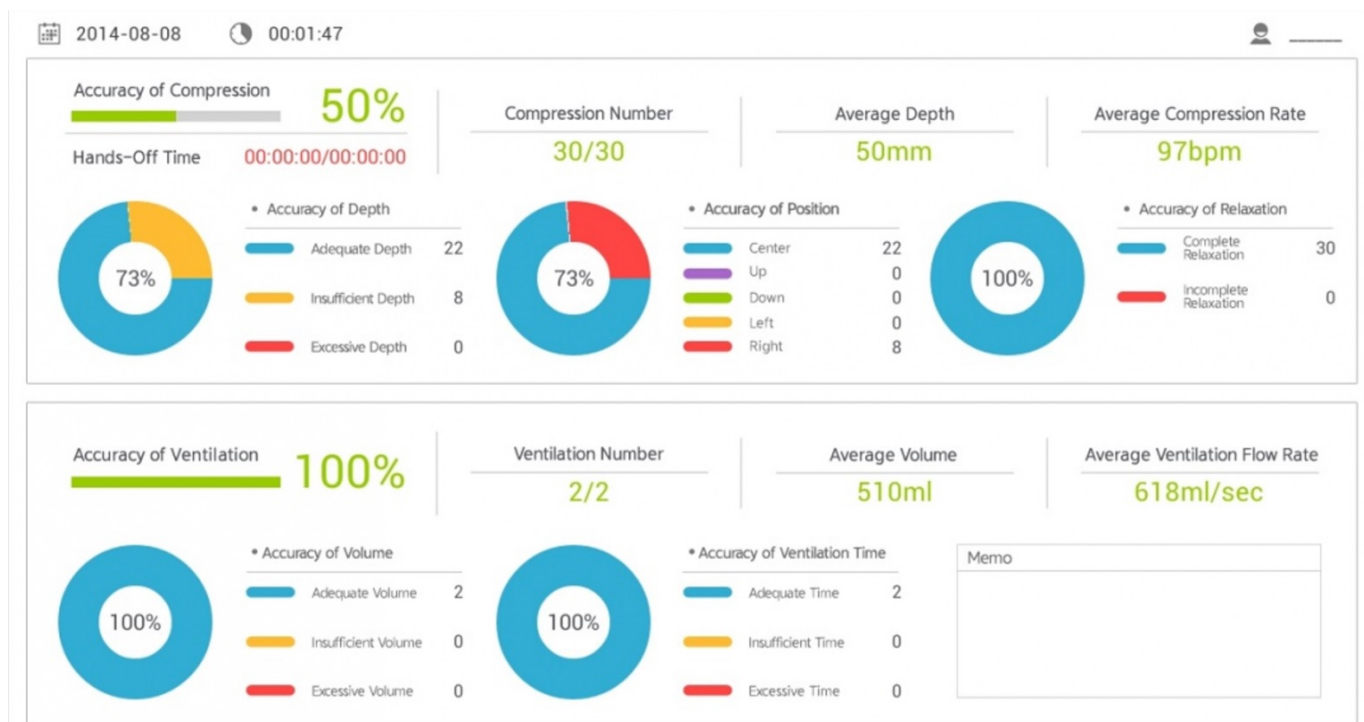 2014-08-08 00:01:47 ______
Accuracy of Compression 50%
Hands-Off Time 00:00:00/00:00:00
Compression Number
30/30
Average Depth
50mm
Average Compression Rate
97bpm
73%
• Accuracy of Depth
Adequate Depth 22
Insufficient Depth 8
Excessive Depth 0
73%
• Accuracy of Position
Center 22
Up 0
Down 0
Left 0
Right 8
100%
• Accuracy of Relaxation
Complete
Relaxation 30
Incomplete
Relaxation 0
Accuracy of Ventilation 100%
Ventilation Number
2/2
Average Volume
510ml
Average Ventilation Flow Rate
618ml/sec
100%
• Accuracy of Volume
Adequate Volume 2
Insufficient Volume 0
Excessive Volume 0
100%
• Accuracy of Ventilation Time
Adequate Time 2
Insufficient Time 0
Excessive Time 0
Memo